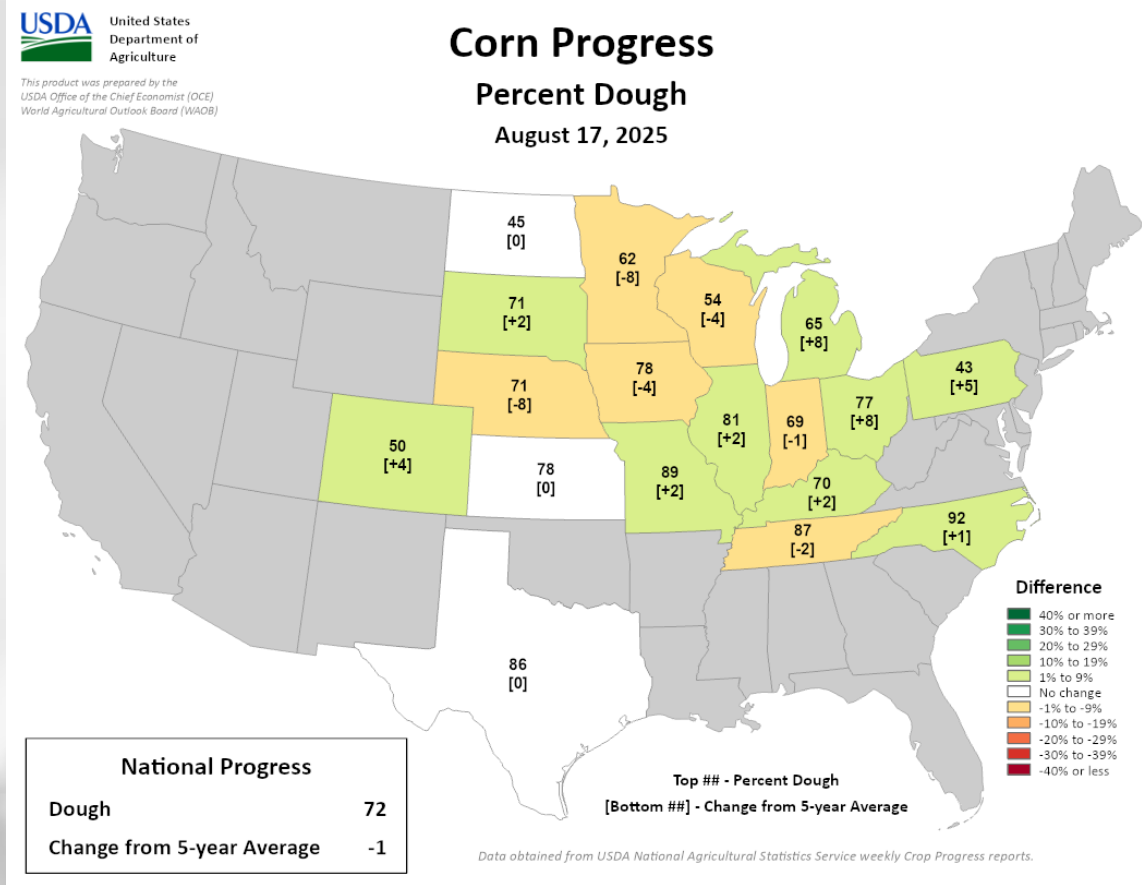 USDA
United States
Department of
Agriculture
This product was prepared by the
USDA Office of the Chief Economist (OCE)
World Agricultural Outlook Board (WAOB)
Corn Progress
Percent Dough
August 17, 2025
45
[0]
62
[-8]
71
[+2]
54
[-4]
65
[+8]
71
[-8]
78
[-4]
43
[+5]
50
[+4]
78
[0]
81
[+2]
69
[-1]
77
[+8]
89
[+2]
70
[+2]
87
[-2]
92
[+1]
86
[0]
Difference
40% or more
30% to 39%
20% to 29%
10% to 19%
1% to 9%
No change
-1% to -9%
-10% to -19%
-20% to -29%
-30% to -39%
-40% or less
National Progress
Dough 72
Change from 5-year Average -1
Top ## - Percent Dough
[Bottom ##] - Change from 5-year Average
Data obtained from USDA National Agricultural Statistics Service weekly Crop Progress reports.